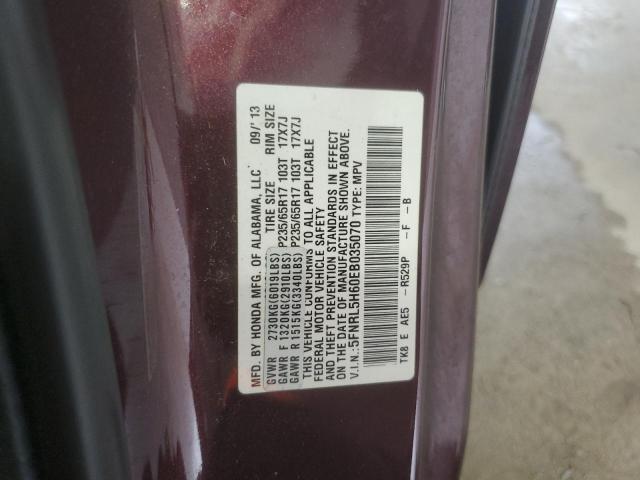 MFD. BY HONDA MFG. OF ALABAMA, LLC. 09/'13
TIRE SIZE RIM SIZE
GVWR 2730KG(6019LBS)
GAWR F 1320KG(2910LBS) P235/65R17 103T 17X7J
GAWR R 1515KG(3340LBS) P235/65R17 103T 17X7J
THIS VEHICLE CONFORMS TO ALL APPLICABLE
FEDERAL MOTOR VEHICLE SAFETY
AND THEFT PREVENTION STANDARDS IN EFFECT
ON THE DATE OF MANUFACTURE SHOWN ABOVE.
V.I.N.:5FNRL5H60EB035070 TYPE: MPV
TK8 E AE5 -R529P -F -B